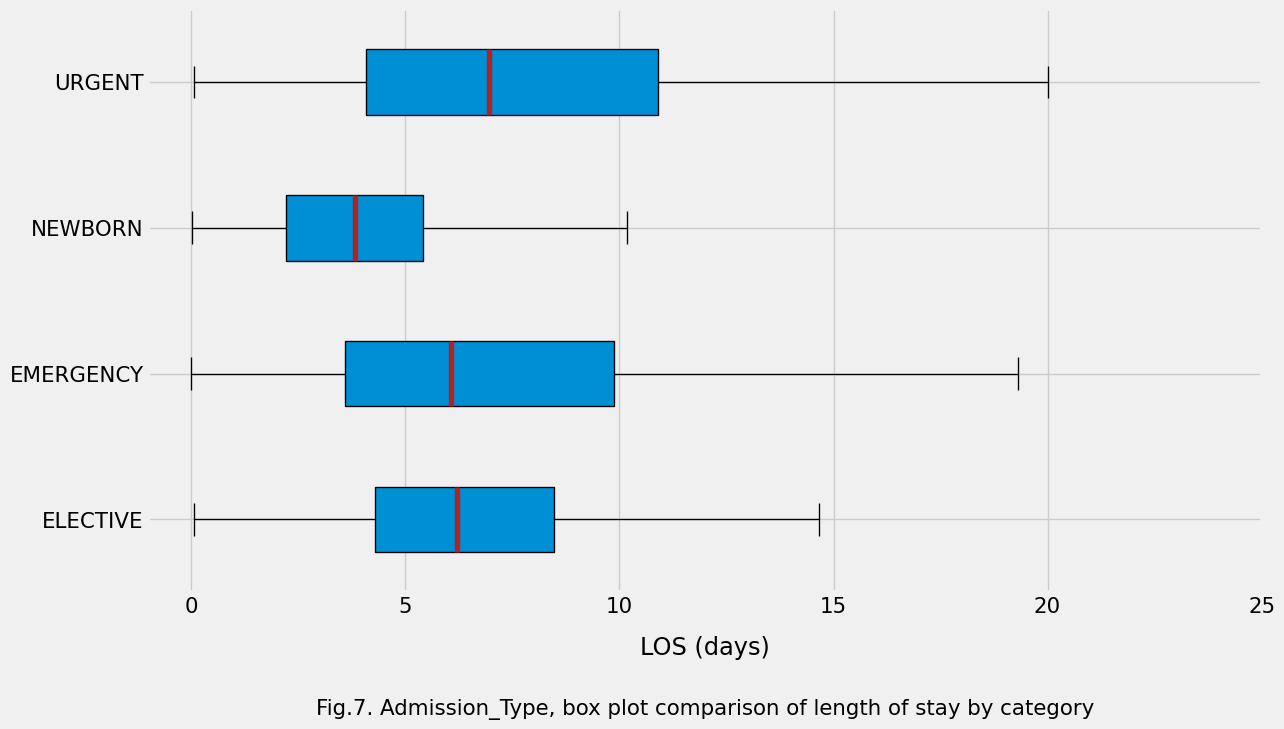 URGENT
NEWBORN
EMERGENCY
ELECTIVE
0 5 10 15 20 25
LOS (days)
Fig.7. Admission_Type, box plot comparison of length of stay by category